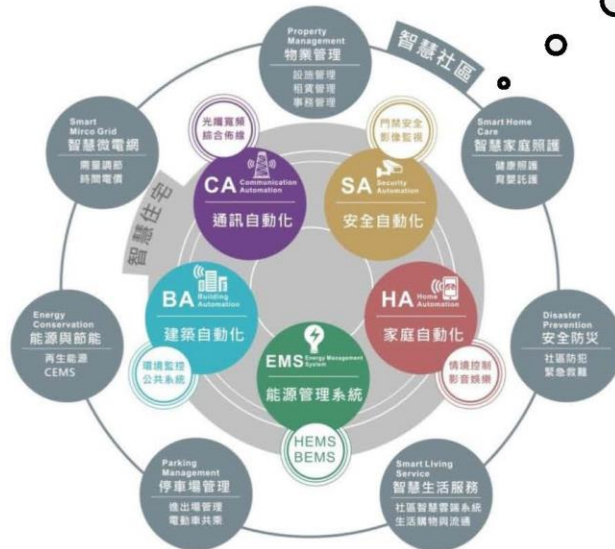 Property
Management
物業管理
設施管理
租賃管理
事務管理
智慧社區
Smart
Mirco Grid
智慧微電網
需量調節
時間電價
光纖寬頻
綜合佈線
門禁安全
影像監視
Smart Home
Care
智慧家庭照護
健康照護
育嬰託護
智慧住宅
CA Communication
Automation
通訊自動化
SA Security
Automation
安全自動化
BA Building
Automation
建築自動化
HA Home
Automation
家庭自動化
EMS Energy Management
System
能源管理系統
Energy
Conservation
能源與節能
再生能源
CEMS
環境監控
公共系統
情境控制
影音娛樂
Disaster
Prevention
安全防災
社區防犯
緊急救難
HEMS
BEMS
Parking
Management
停車場管理
進出場管理
電動車共乘
Smart Living
Service
智慧生活服務
社區智慧雲端系統
生活購物與流通